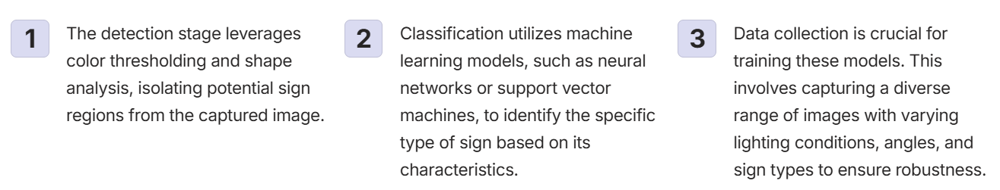 1
The detection stage leverages
color thresholding and shape
analysis, isolating potential sign
regions from the captured image.
2
Classification utilizes machine
learning models, such as neural
networks or support vector
machines, to identify the specific
type of sign based on its
characteristics.
3
Data collection is crucial for
training these models. This
involves capturing a diverse
range of images with varying
lighting conditions, angles, and
sign types to ensure robustness.